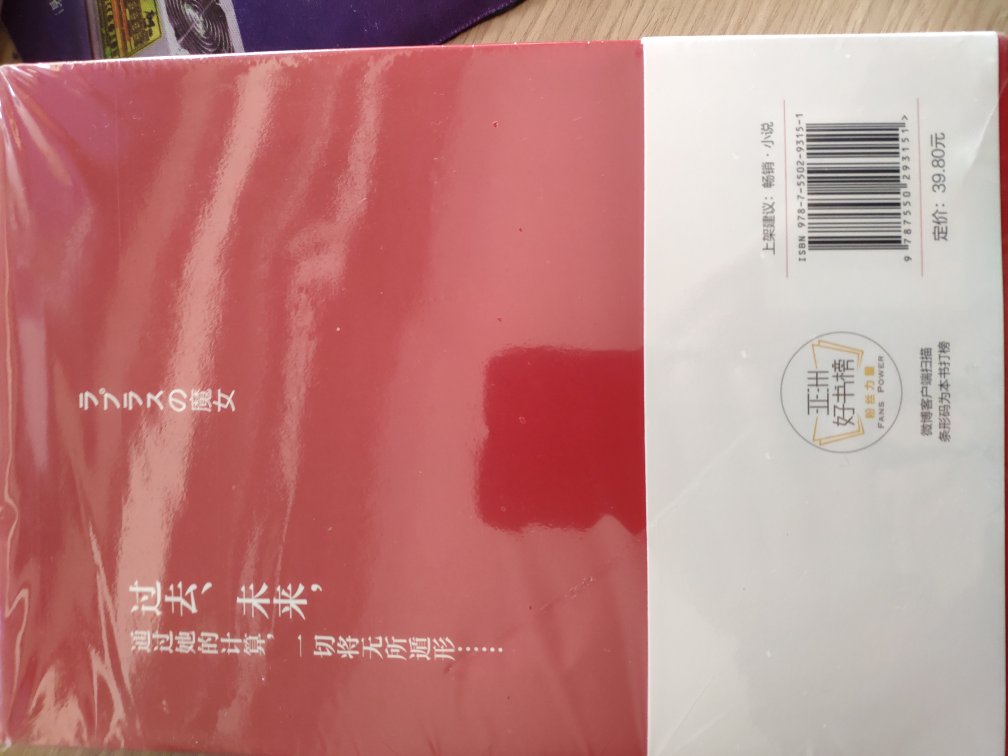 ラプラスの魔女
过去、未来，
通过她的计算，一切将无所遁形……
上架建议：畅销·小说
ISBN 978-7-5502-9315-1
9 787550 293151 >
定价：39.80元
亚洲
好书榜
粉丝力量
FANS POWER
微博客户端扫描
条形码为本书打榜